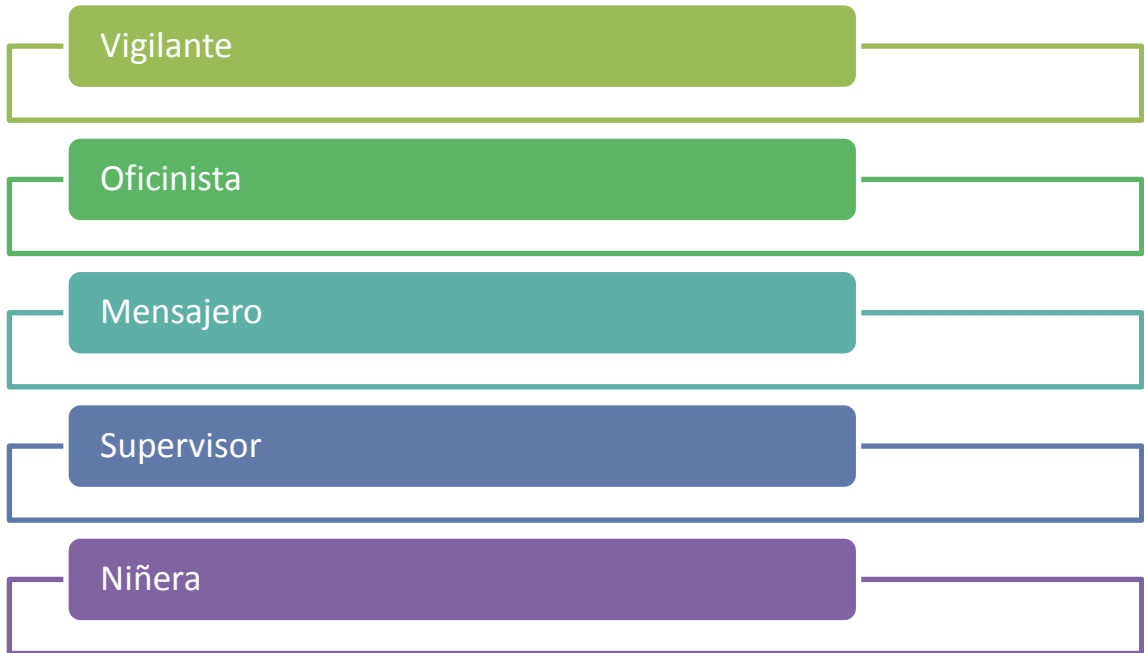 Vigilante
Oficinista
Mensajero
Supervisor
Niñera